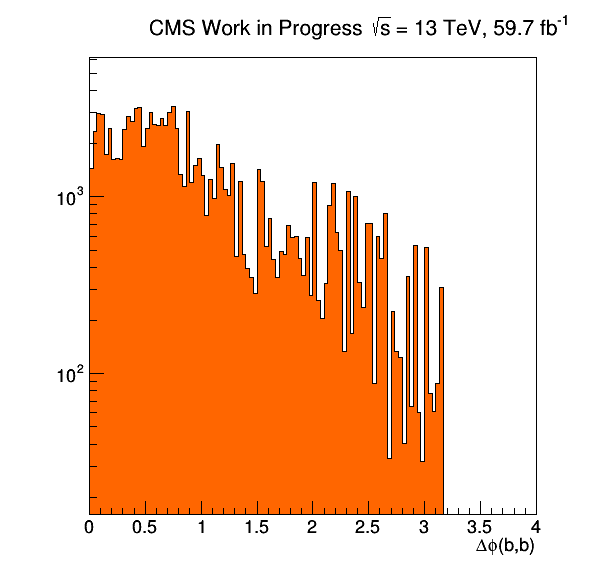 CMS Work in Progress √s = 13 TeV, 59.7 fb⁻¹
10³
10²
0 0.5 1 1.5 2 2.5 3 3.5 4
Δϕ(b,b)